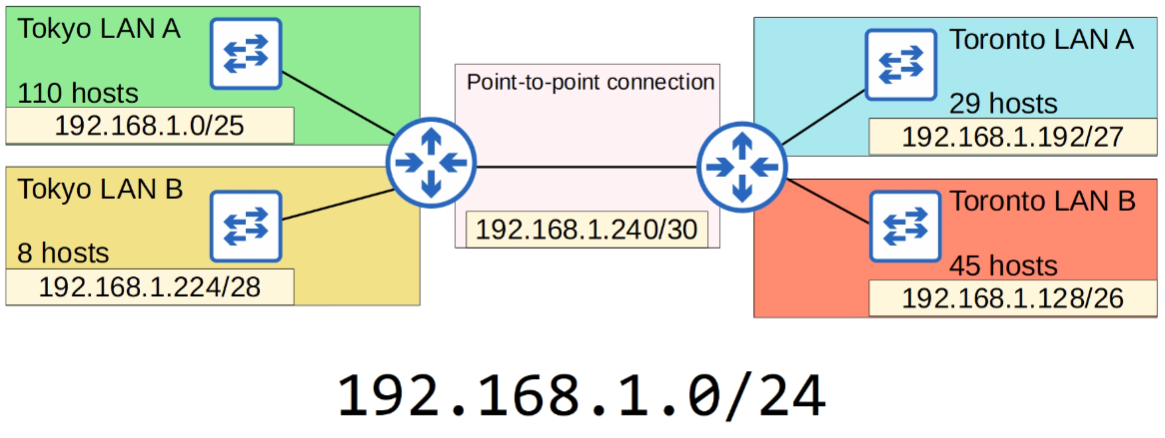 Tokyo LAN A
110 hosts
192.168.1.0/25
Tokyo LAN B
8 hosts
192.168.1.224/28
Point-to-point connection
192.168.1.240/30
Toronto LAN A
29 hosts
192.168.1.192/27
Toronto LAN B
45 hosts
192.168.1.128/26
192.168.1.0/24